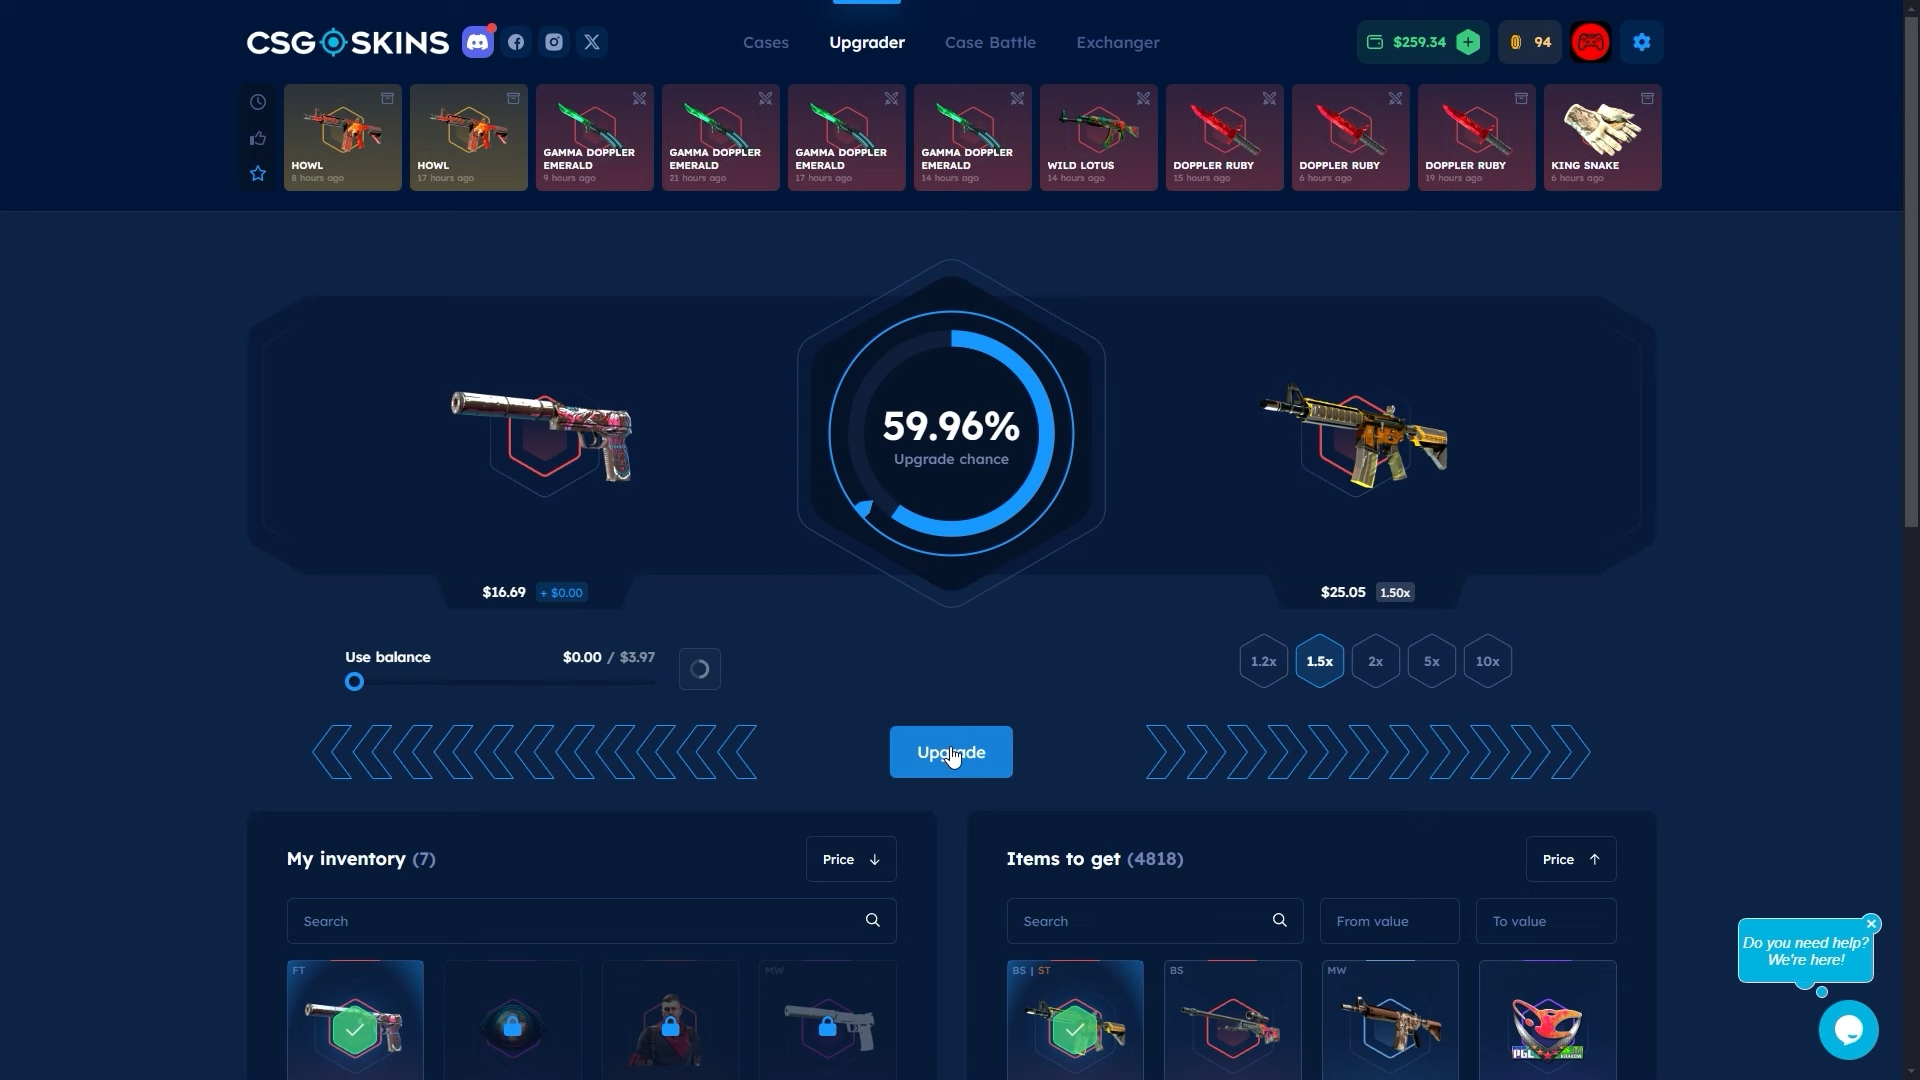 CSG SKINS
Cases
Upgrader
Case Battle
Exchanger
$259.34
94
HOWL
8 hours ago
HOWL
17 hours ago
GAMMA DOPPLER
EMERALD
9 hours ago
GAMMA DOPPLER
EMERALD
21 hours ago
GAMMA DOPPLER
EMERALD
17 hours ago
GAMMA DOPPLER
EMERALD
14 hours ago
WILD LOTUS
14 hours ago
DOPPLER RUBY
15 hours ago
DOPPLER RUBY
6 hours ago
DOPPLER RUBY
19 hours ago
KING SNAKE
6 hours ago
59.96%
Upgrade chance
$16.69 + $0.00
$25.05 1.50x
Use balance $0.00 / $3.97
1.2x 1.5x 2x 5x 10x
Upgrade
My inventory (7)
Price
Items to get (4818)
Price
Search
Search
From value
To value
FT
MW
BS | ST
BS
MW
PGL
KRAKOW
Do you need help?
We're here!